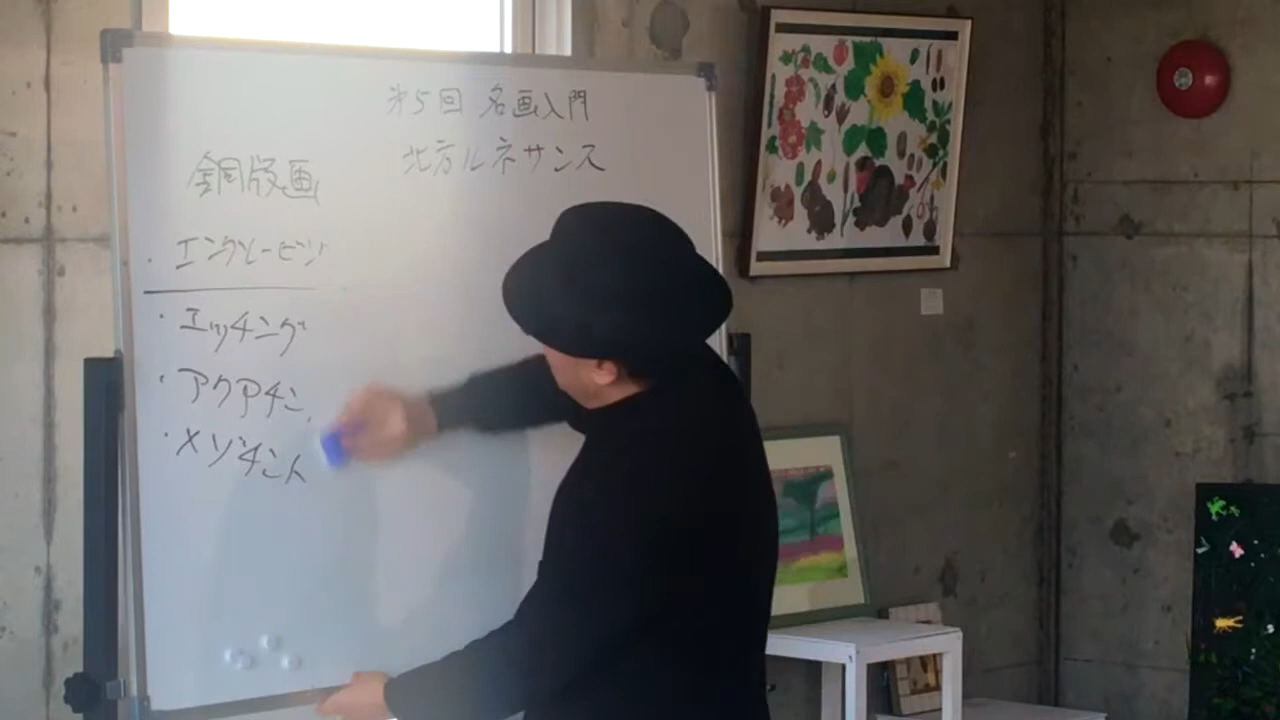 第5回 名画入門
北方ルネサンス
銅版画
・エングレービング
・エッチング
・アクアチン
・メゾチント